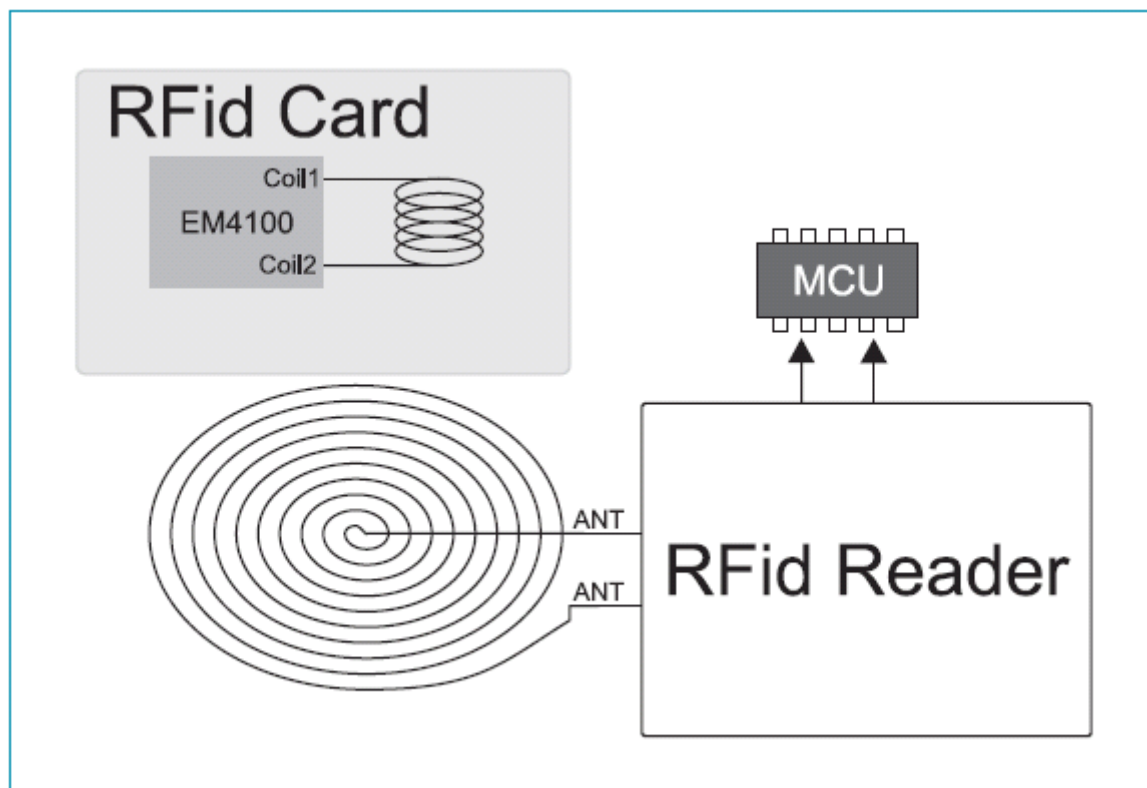 RFid Card
Coil1
EM4100
Coil2
MCU
ANT
RFid Reader
ANT